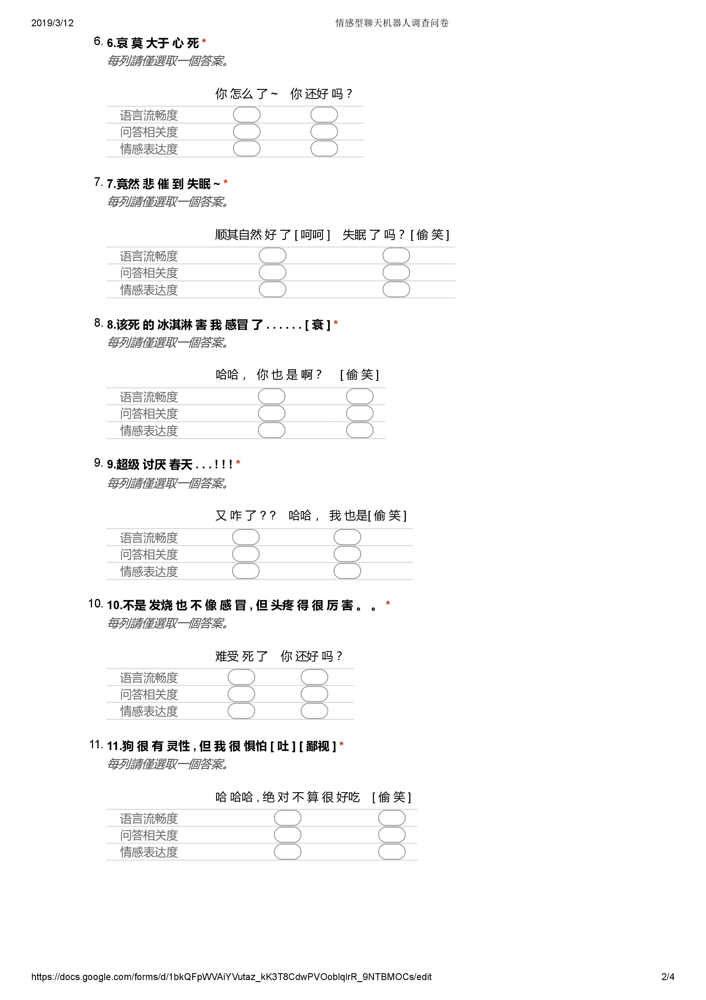 2019/3/12 情感型聊天机器人调查问卷
6. 6.哀 莫 大于 心 死 *
每列請僅選取一個答案。
你 怎么 了 ~ 你 还好 吗 ?
语言流畅度
问答相关度
情感表达度
7. 7.竟然 悲 催 到 失眠 ~ *
每列請僅選取一個答案。
顺其自然 好 了 [ 呵呵 ] 失眠 了 吗 ? [ 偷 笑 ]
语言流畅度
问答相关度
情感表达度
8. 8.该死 的 冰淇淋 害 我 感冒 了 . . . . . . [ 衰 ] *
每列請僅選取一個答案。
哈哈 , 你 也 是 啊 ? [ 偷 笑 ]
语言流畅度
问答相关度
情感表达度
9. 9.超级 讨厌 春天 . . . ! ! ! *
每列請僅選取一個答案。
又 咋 了 ? ? 哈哈 , 我 也是[ 偷 笑 ]
语言流畅度
问答相关度
情感表达度
10. 10.不是 发烧 也 不 像 感 冒 , 但 头疼 得 很 厉 害 。 。 *
每列請僅選取一個答案。
难受 死 了 你 还好 吗 ?
语言流畅度
问答相关度
情感表达度
11. 11.狗 很 有 灵性 , 但 我 很 惧怕 [ 吐 ] [ 鄙视 ] *
每列請僅選取一個答案。
哈 哈哈 , 绝 对 不 算 很 好吃 [ 偷 笑 ]
语言流畅度
问答相关度
情感表达度
https://docs.google.com/forms/d/1bkQFpWVAiYVutaz_kK3T8CdwPVOoblqlrR_9NTBMOCs/edit 2/4